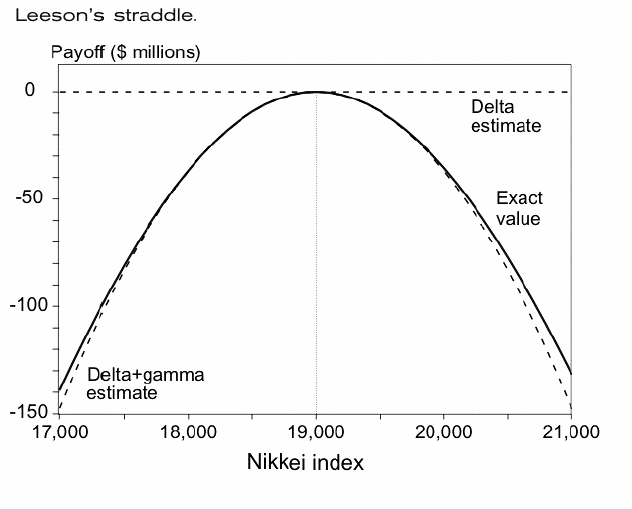 Leeson's straddle.
Payoff ($ millions)
0
Delta
estimate
-50
Exact
value
-100
Delta+gamma
estimate
-150
17,000 18,000 19,000 20,000 21,000
Nikkei index